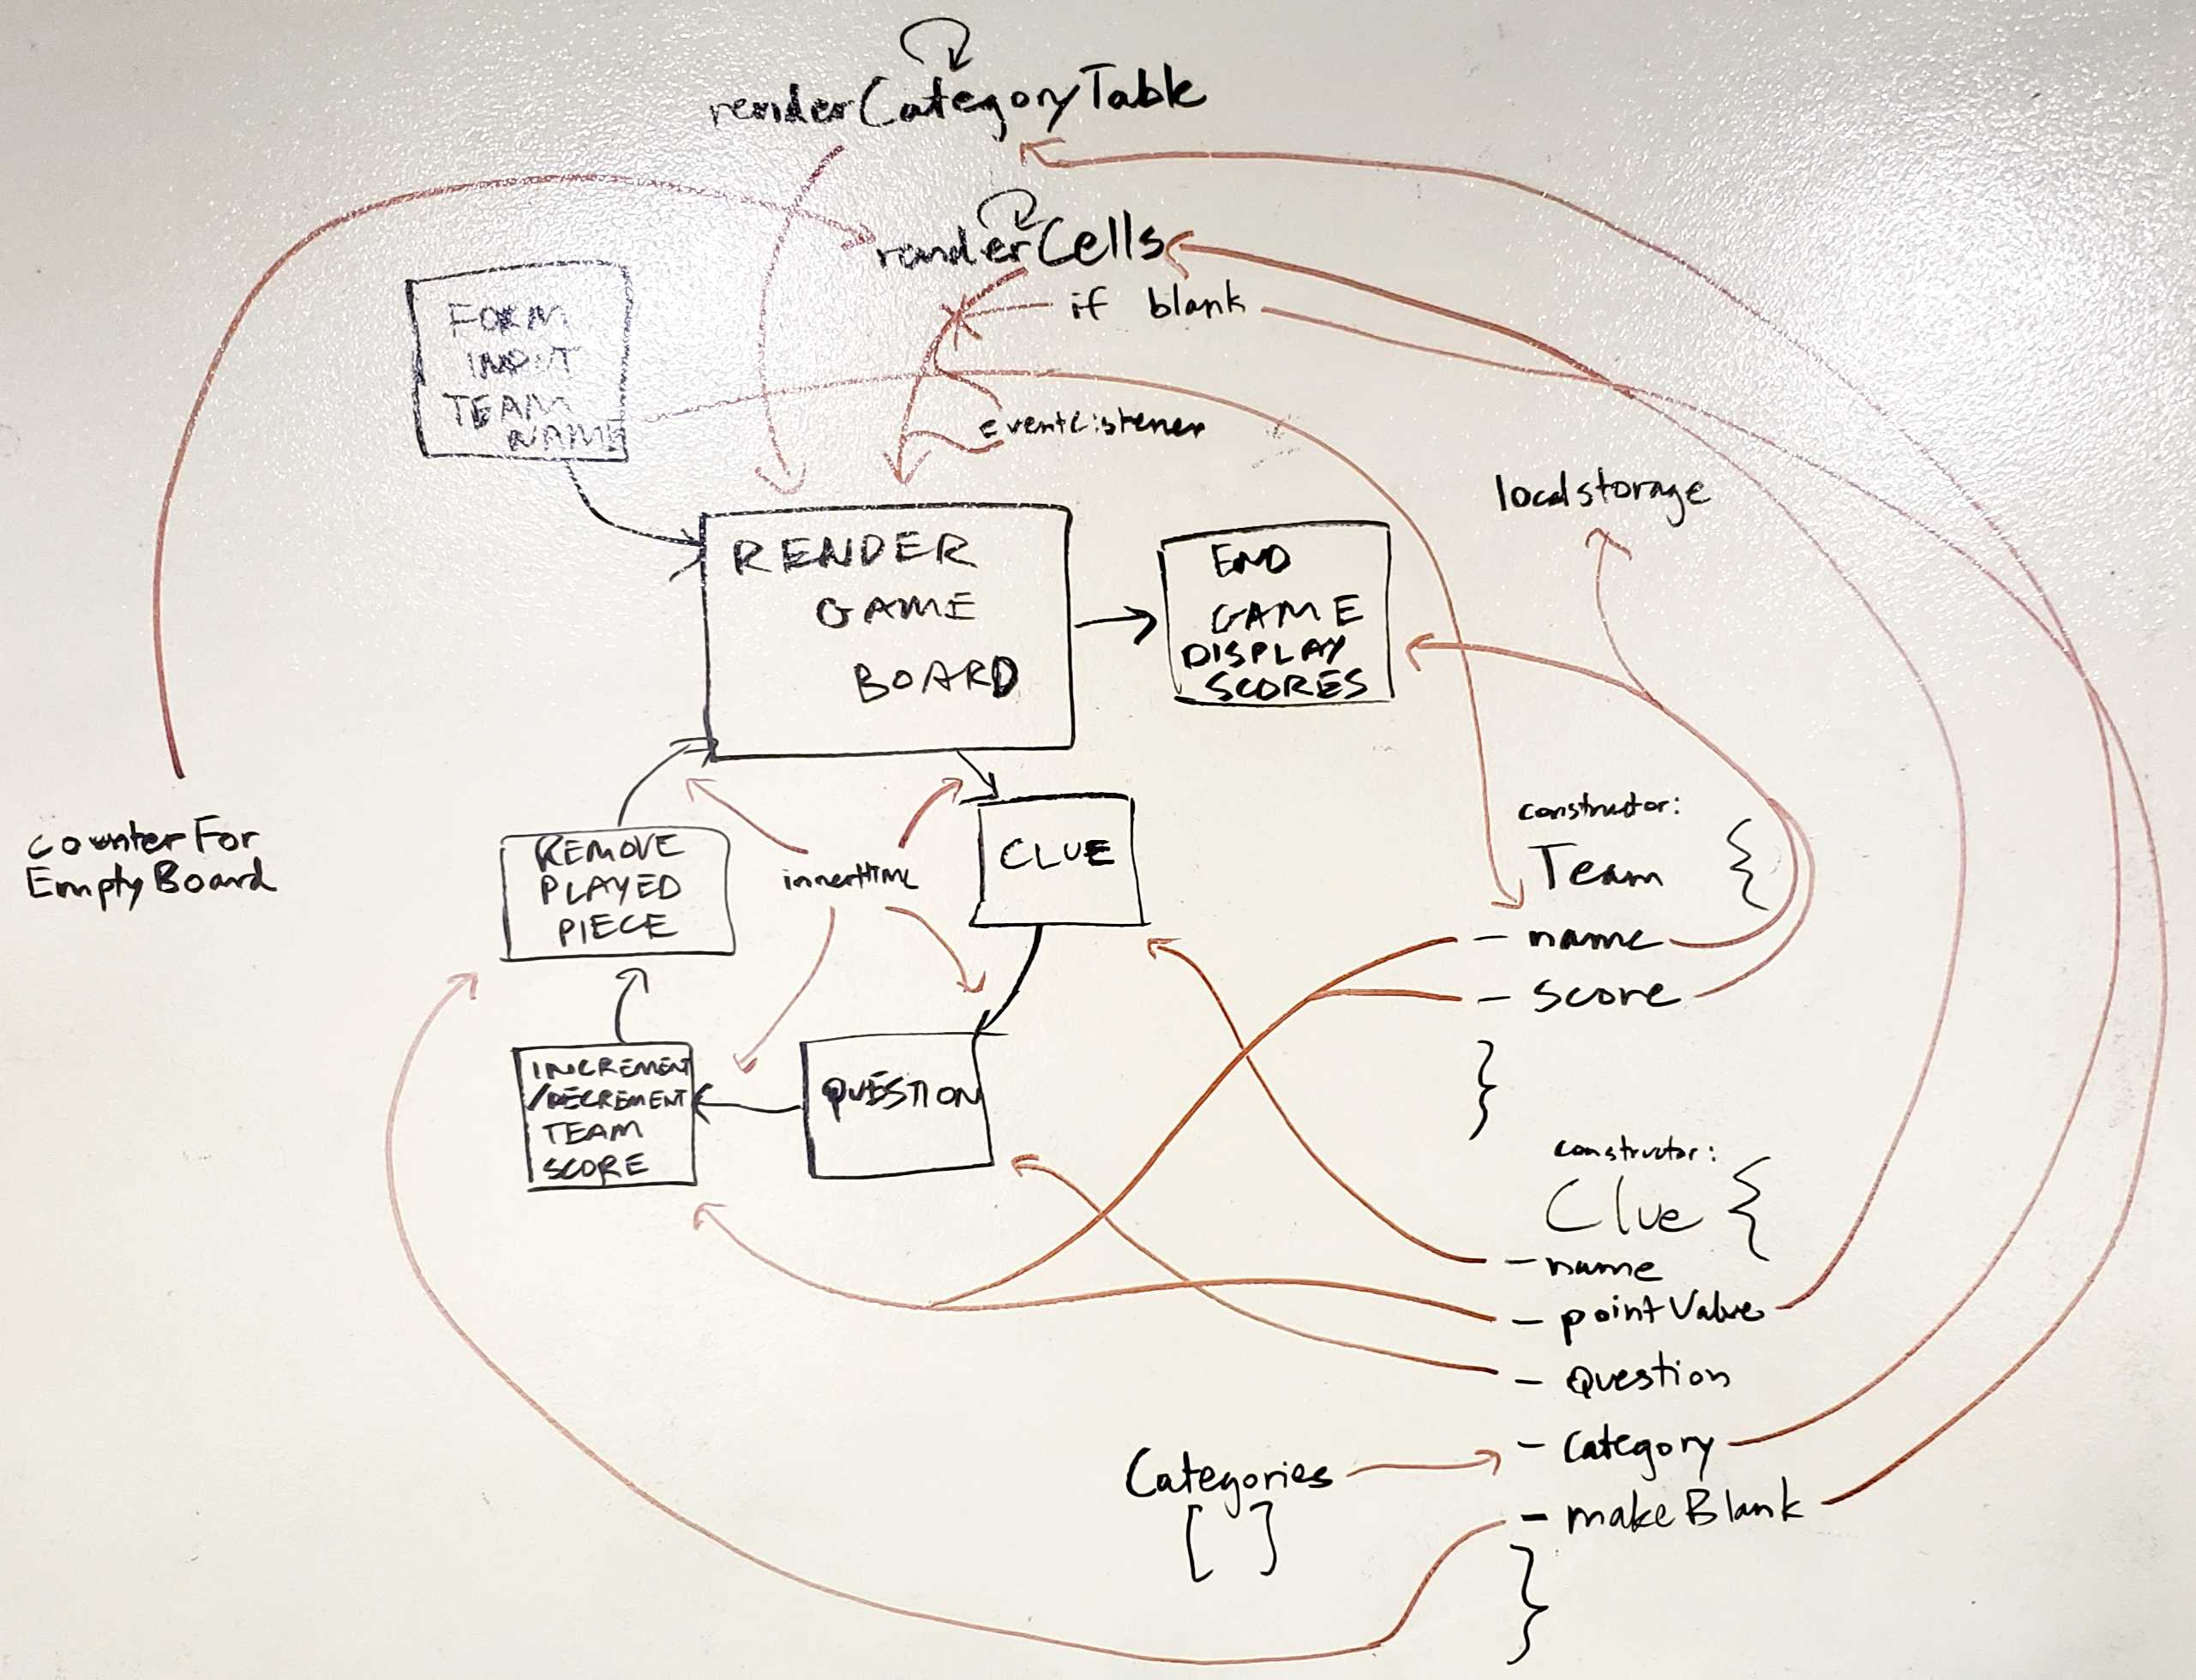 renderCategoryTable
renderCells
if blank
eventListener
FORM
INPUT
TEAM
NAME
localstorage
RENDER
GAME
BOARD
END
GAME
DISPLAY
SCORES
counterFor
EmptyBoard
REMOVE
PLAYED
PIECE
innerHTML
CLUE
constructor:
Team {
- name
- score
}
INCREMENT
/DECREMENT
TEAM
SCORE
QUESTION
constructor:
Clue {
- name
- pointValue
- question
- category
- makeBlank
}
Categories
[ ]